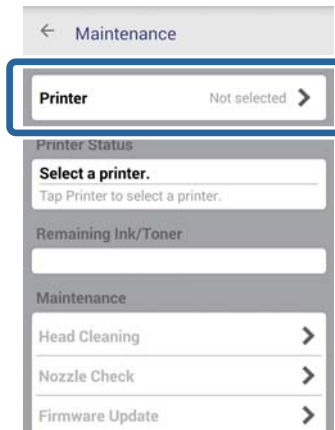 Maintenance
Printer Not selected
Printer Status
Select a printer.
Tap Printer to select a printer.
Remaining Ink/Toner
Maintenance
Head Cleaning
Nozzle Check
Firmware Update